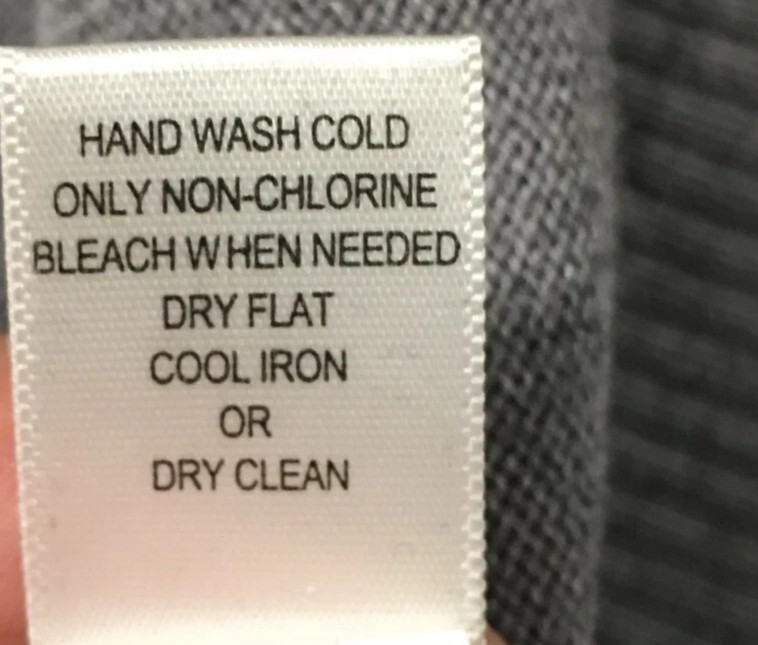 HAND WASH COLD
ONLY NON-CHLORINE
BLEACH WHEN NEEDED
DRY FLAT
COOL IRON
OR
DRY CLEAN